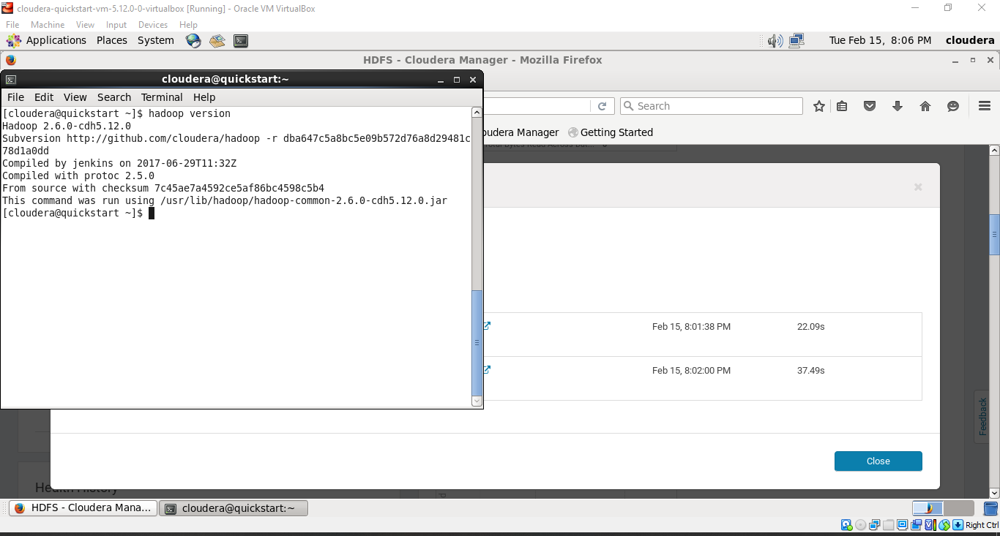 cloudera-quickstart-vm-5.12.0-0-virtualbox [Running] - Oracle VM VirtualBox
File Machine View Input Devices Help
Applications Places System Tue Feb 15, 8:06 PM cloudera
HDFS - Cloudera Manager - Mozilla Firefox
cloudera@quickstart:~
File Edit View Search Terminal Help
[cloudera@quickstart ~]$ hadoop version
Hadoop 2.6.0-cdh5.12.0
Subversion http://github.com/cloudera/hadoop -r dba647c5a8bc5e09b572d76a8d29481c
78d1a0dd
Compiled by jenkins on 2017-06-29T11:32Z
Compiled with protoc 2.5.0
From source with checksum 7c45ae7a4592ce5af86bc4598c5b4
This command was run using /usr/lib/hadoop/hadoop-common-2.6.0-cdh5.12.0.jar
[cloudera@quickstart ~]$
Search
oudera Manager Getting Started
Total Bytes Read Across Dat...
Feb 15, 8:01:38 PM 22.09s
Feb 15, 8:02:00 PM 37.49s
Feedback
Close
Health History
HDFS - Cloudera Mana... cloudera@quickstart:~
Right Ctrl